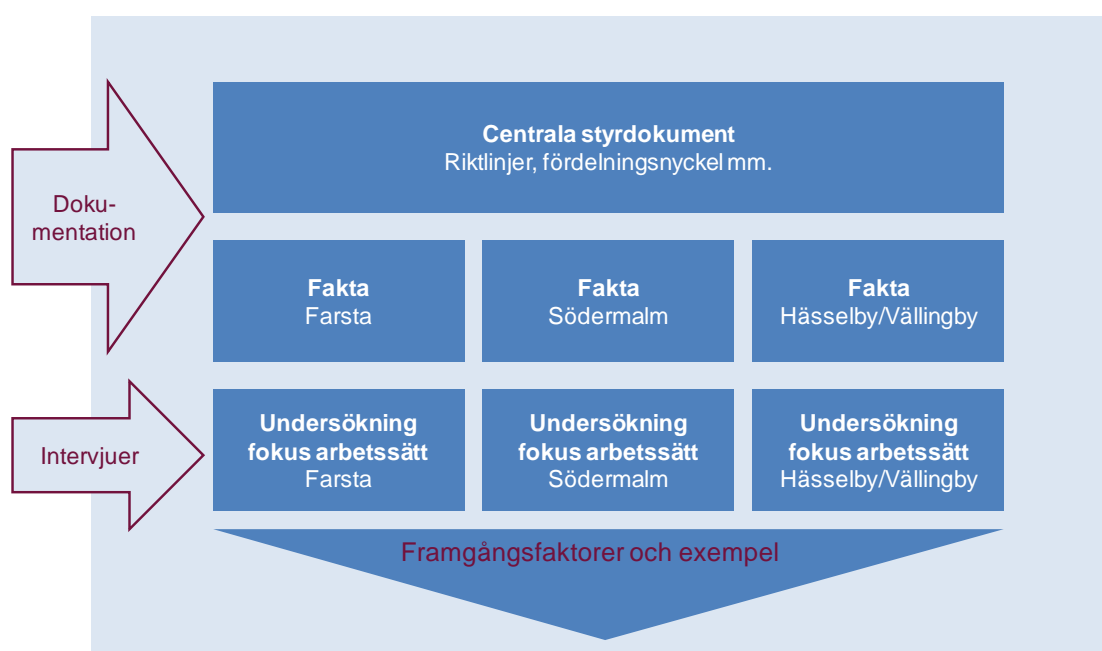 Centrala styrdokument
Riktlinjer, fördelningsnyckel mm.
Doku-
mentation
Fakta
Farsta
Fakta
Södermalm
Fakta
Hässelby/Vällingby
Intervjuer
Undersökning
fokus arbetssätt
Farsta
Undersökning
fokus arbetssätt
Södermalm
Undersökning
fokus arbetssätt
Hässelby/Vällingby
Framgångsfaktorer och exempel